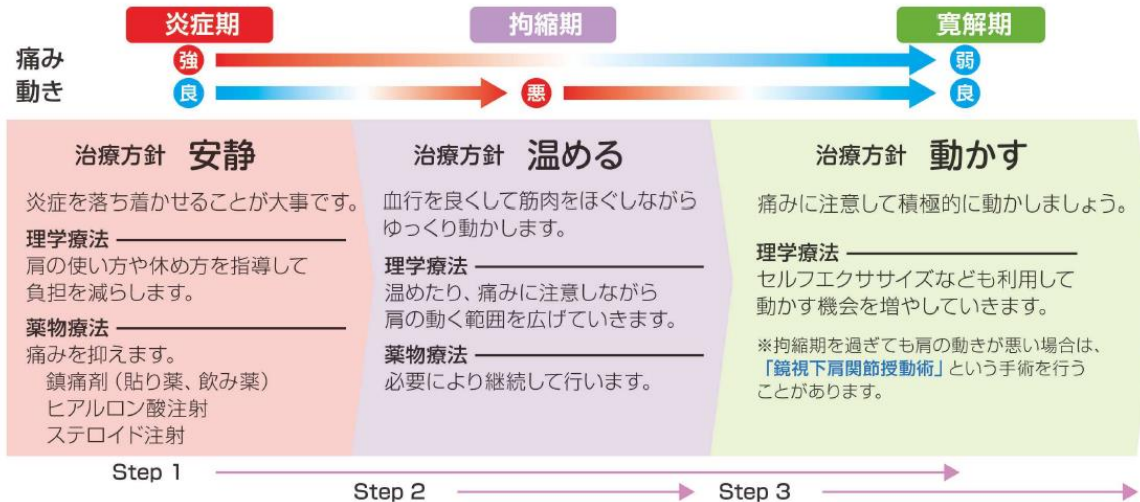 炎症期
拘縮期
寛解期
痛み 強 弱
動き 良 悪 良
治療方針 安静
炎症を落ち着かせることが大事です。
理学療法
肩の使い方や休め方を指導して
負担を減らします。
薬物療法
痛みを抑えます。
鎮痛剤（貼り薬、飲み薬）
ヒアルロン酸注射
ステロイド注射
治療方針 温める
血行を良くして筋肉をほぐしながら
ゆっくり動かします。
理学療法
温めたり、痛みに注意しながら
肩の動く範囲を広げていきます。
薬物療法
必要により継続して行います。
治療方針 動かす
痛みに注意して積極的に動かしましょう。
理学療法
セルフエクササイズなども利用して
動かす機会を増やしていきます。
※拘縮期を過ぎても肩の動きが悪い場合は、
「鏡視下肩関節授動術」という手術を行う
ことがあります。
Step 1
Step 2
Step 3